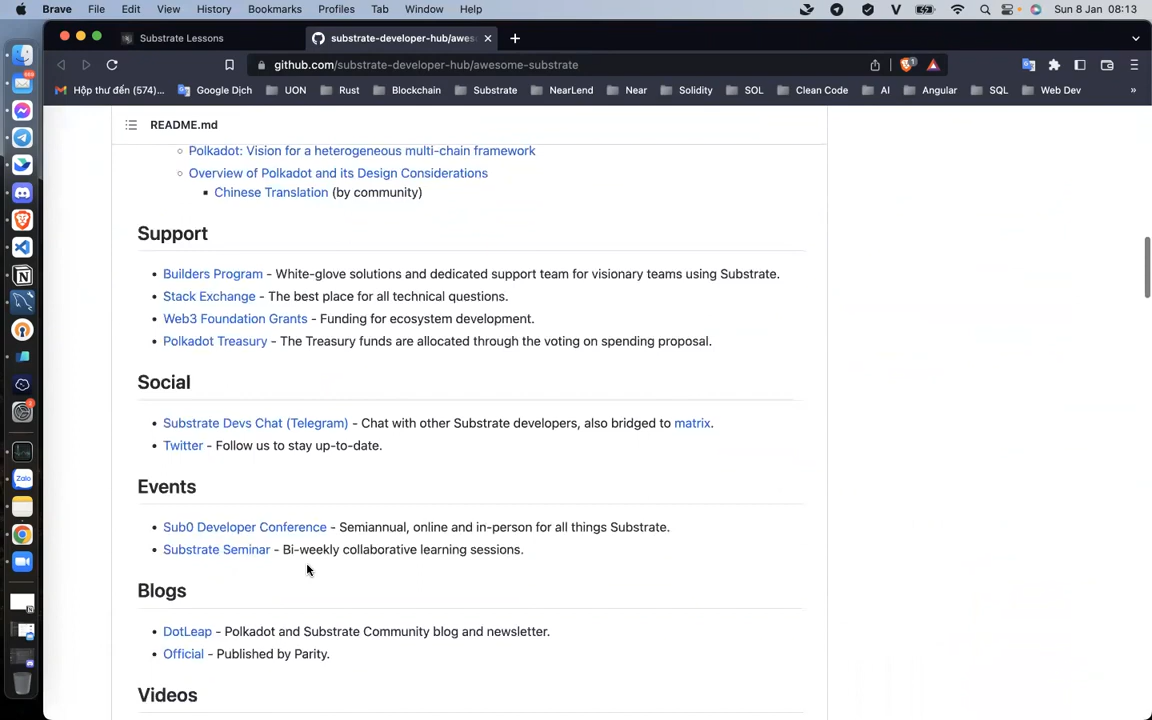 Brave File Edit View History Bookmarks Profiles Tab Window Help Sun 8 Jan 08:13
Substrate Lessons
substrate-developer-hub/awes
github.com/substrate-developer-hub/awesome-substrate
Hộp thư đến (574)... Google Dịch UON Rust Blockchain Substrate NearLend Near Solidity SOL Clean Code AI Angular SQL Web Dev »
README.md
Polkadot: Vision for a heterogeneous multi-chain framework
Overview of Polkadot and its Design Considerations
Chinese Translation (by community)
Support
Builders Program - White-glove solutions and dedicated support team for visionary teams using Substrate.
Stack Exchange - The best place for all technical questions.
Web3 Foundation Grants - Funding for ecosystem development.
Polkadot Treasury - The Treasury funds are allocated through the voting on spending proposal.
Social
Substrate Devs Chat (Telegram) - Chat with other Substrate developers, also bridged to matrix.
Twitter - Follow us to stay up-to-date.
Events
Sub0 Developer Conference - Semiannual, online and in-person for all things Substrate.
Substrate Seminar - Bi-weekly collaborative learning sessions.
Blogs
DotLeap - Polkadot and Substrate Community blog and newsletter.
Official - Published by Parity.
Videos
Zalo